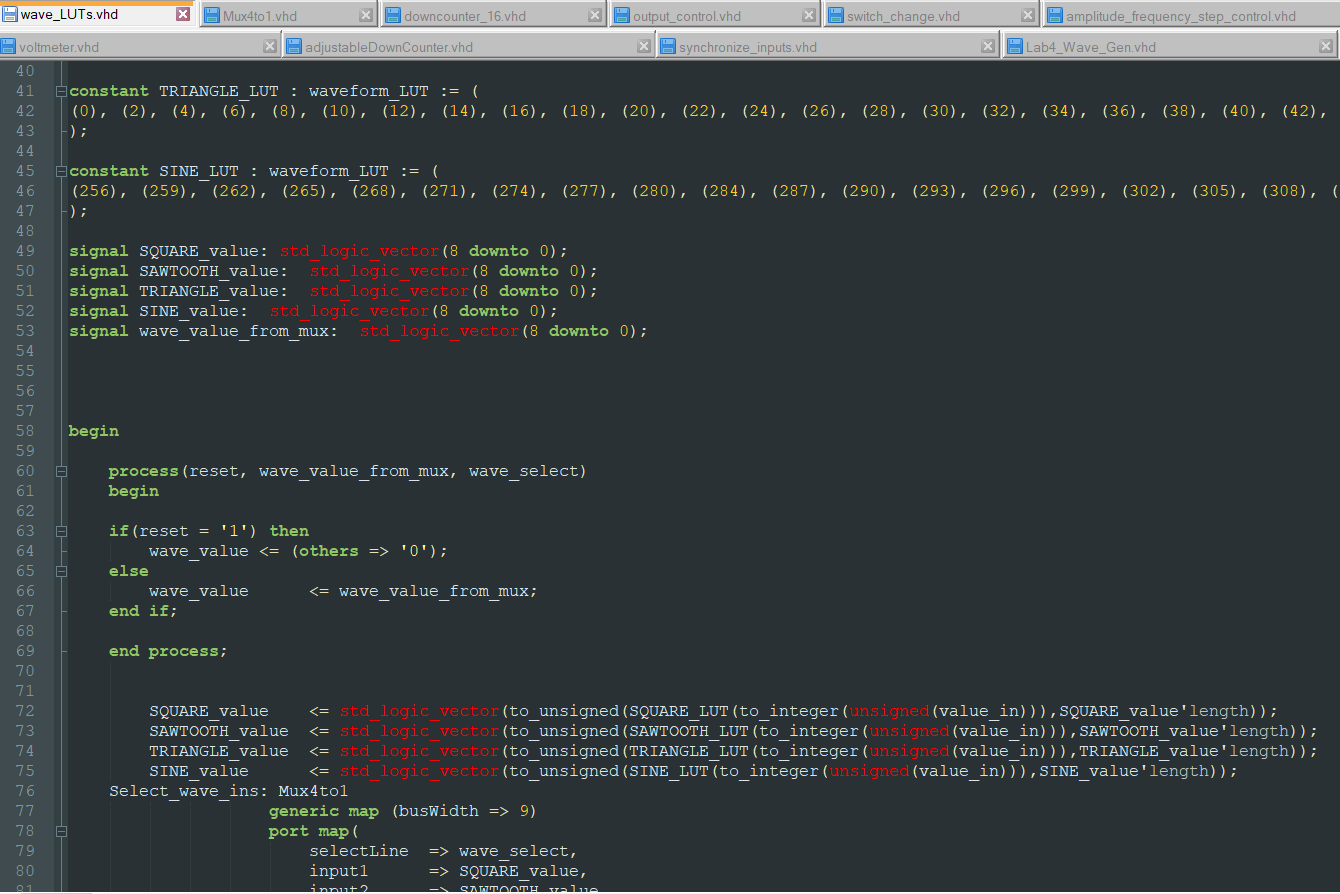 wave_LUTs.vhd Mux4to1.vhd downcounter_16.vhd output_control.vhd switch_change.vhd amplitude_frequency_step_control.vhd
voltmeter.vhd adjustableDownCounter.vhd synchronize_inputs.vhd Lab4_Wave_Gen.vhd
40
41 constant TRIANGLE_LUT : waveform_LUT := (
42 (0), (2), (4), (6), (8), (10), (12), (14), (16), (18), (20), (22), (24), (26), (28), (30), (32), (34), (36), (38), (40), (42),
43 );
44
45 constant SINE_LUT : waveform_LUT := (
46 (256), (259), (262), (265), (268), (271), (274), (277), (280), (284), (287), (290), (293), (296), (299), (302), (305), (308), (
47 );
48
49 signal SQUARE_value: std_logic_vector(8 downto 0);
50 signal SAWTOOTH_value: std_logic_vector(8 downto 0);
51 signal TRIANGLE_value: std_logic_vector(8 downto 0);
52 signal SINE_value: std_logic_vector(8 downto 0);
53 signal wave_value_from_mux: std_logic_vector(8 downto 0);
54
55
56
57
58 begin
59
60 process(reset, wave_value_from_mux, wave_select)
61 begin
62
63 if(reset = '1') then
64 wave_value <= (others => '0');
65 else
66 wave_value <= wave_value_from_mux;
67 end if;
68
69 end process;
70
71
72 SQUARE_value <= std_logic_vector(to_unsigned(SQUARE_LUT(to_integer(unsigned(value_in))),SQUARE_value'length));
73 SAWTOOTH_value <= std_logic_vector(to_unsigned(SAWTOOTH_LUT(to_integer(unsigned(value_in))),SAWTOOTH_value'length));
74 TRIANGLE_value <= std_logic_vector(to_unsigned(TRIANGLE_LUT(to_integer(unsigned(value_in))),TRIANGLE_value'length));
75 SINE_value <= std_logic_vector(to_unsigned(SINE_LUT(to_integer(unsigned(value_in))),SINE_value'length));
76 Select_wave_ins: Mux4to1
77 generic map (busWidth => 9)
78 port map(
79 selectLine => wave_select,
80 input1 => SQUARE_value,
81 input2 => SAWTOOTH_value